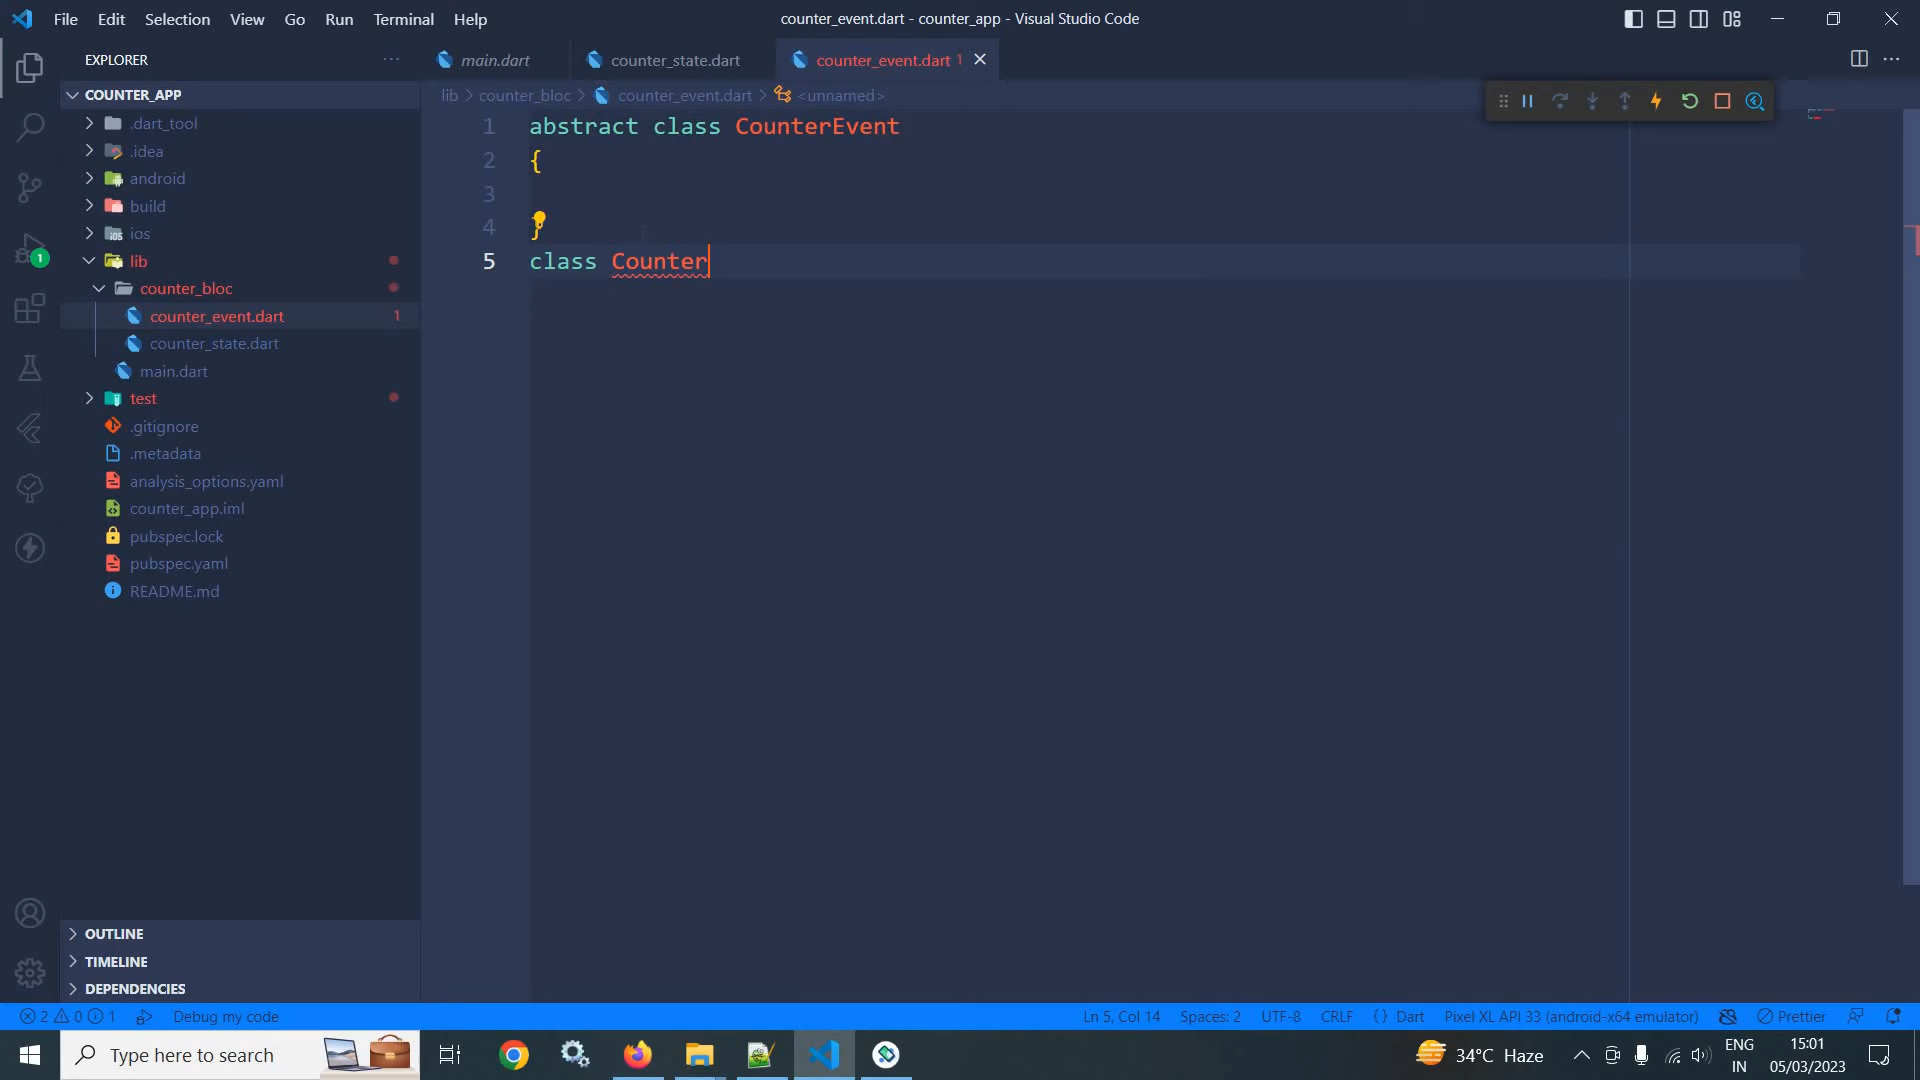 File Edit Selection View Go Run Terminal Help
counter_event.dart - counter_app - Visual Studio Code
EXPLORER
main.dart
counter_state.dart
counter_event.dart 1
COUNTER_APP
lib > counter_bloc > counter_event.dart > <unnamed>
.dart_tool
.idea
android
build
ios
lib
counter_bloc
counter_event.dart 1
counter_state.dart
main.dart
test
.gitignore
.metadata
analysis_options.yaml
counter_app.iml
pubspec.lock
pubspec.yaml
README.md
1 abstract class CounterEvent
2 {
3
4 }
5 class Counter
1
OUTLINE
TIMELINE
DEPENDENCIES
2 0 1 Debug my code
Ln 5, Col 14 Spaces: 2 UTF-8 CRLF { } Dart Pixel XL API 33 (android-x64 emulator) Prettier
Type here to search
34°C Haze
ENG
IN
15:01
05/03/2023